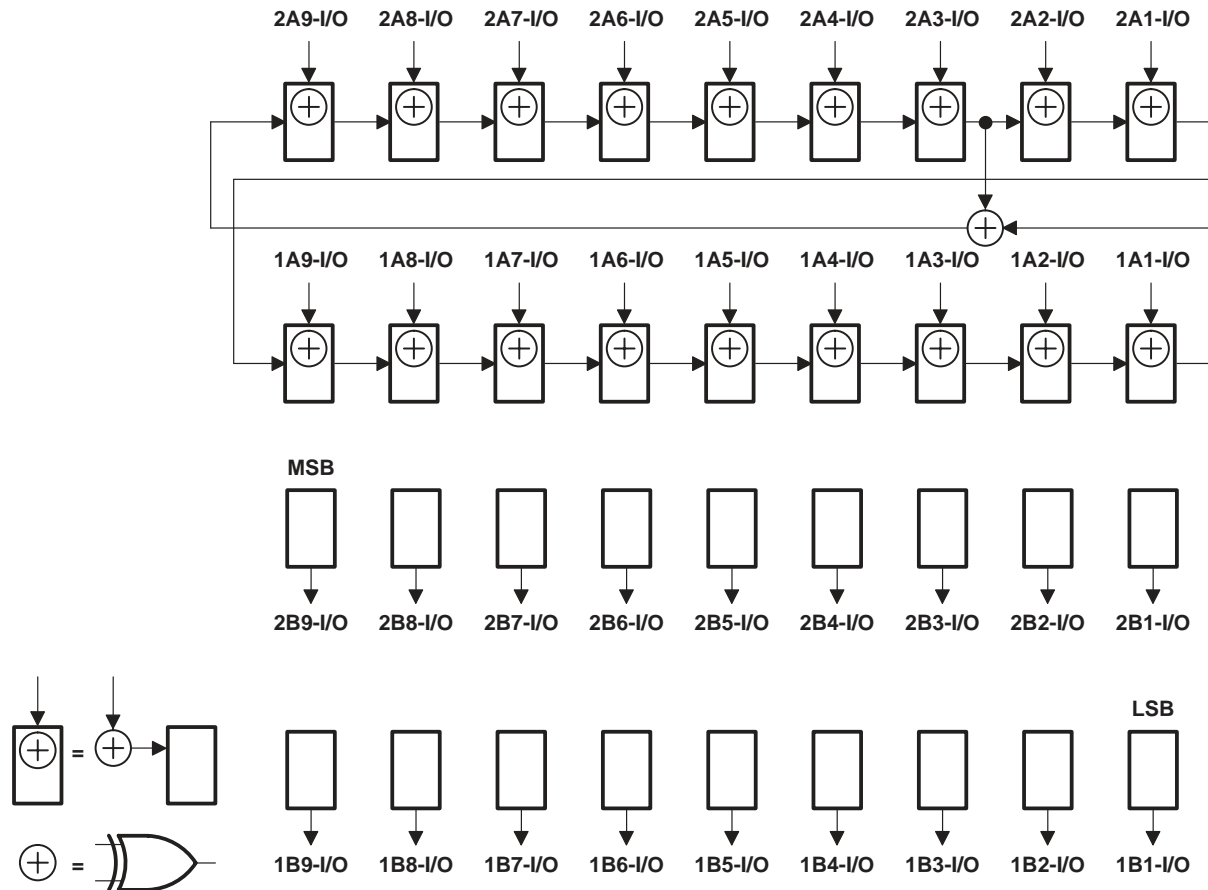 2A9-I/O 2A8-I/O 2A7-I/O 2A6-I/O 2A5-I/O 2A4-I/O 2A3-I/O 2A2-I/O 2A1-I/O
1A9-I/O 1A8-I/O 1A7-I/O 1A6-I/O 1A5-I/O 1A4-I/O 1A3-I/O 1A2-I/O 1A1-I/O
MSB
2B9-I/O 2B8-I/O 2B7-I/O 2B6-I/O 2B5-I/O 2B4-I/O 2B3-I/O 2B2-I/O 2B1-I/O
LSB
=
=
1B9-I/O 1B8-I/O 1B7-I/O 1B6-I/O 1B5-I/O 1B4-I/O 1B3-I/O 1B2-I/O 1B1-I/O